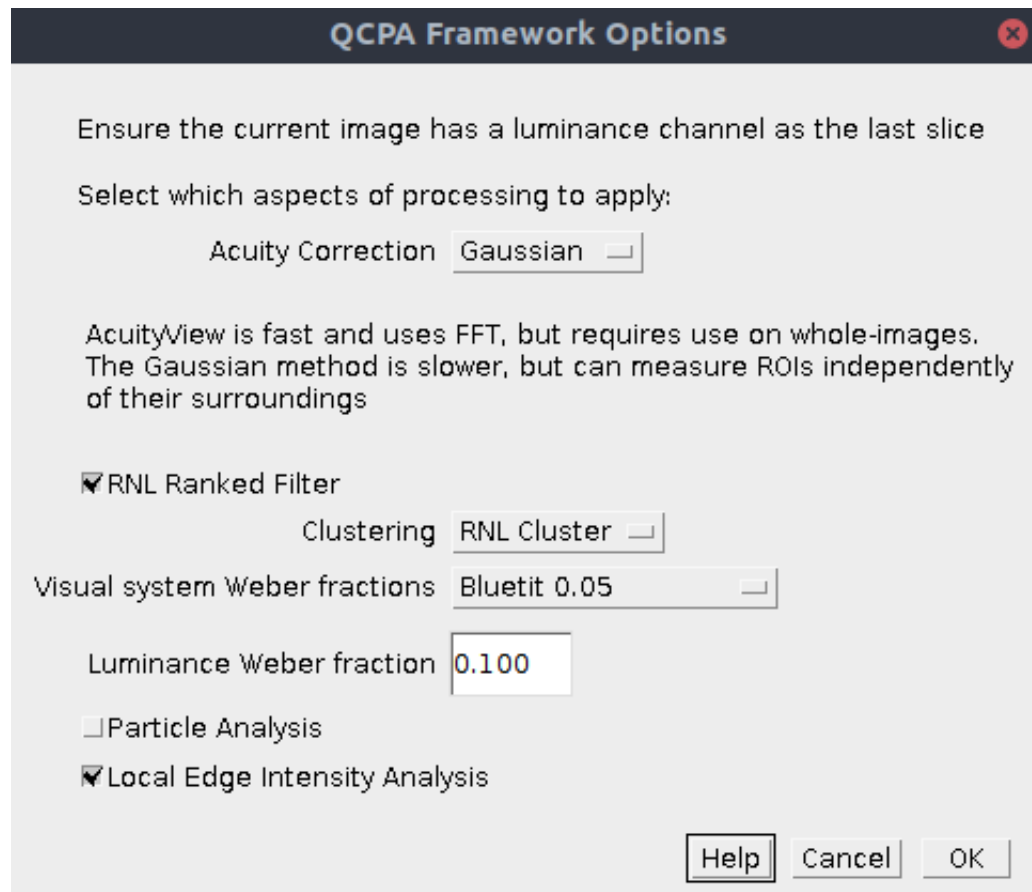 QCPA Framework Options
Ensure the current image has a luminance channel as the last slice
Select which aspects of processing to apply:
Acuity Correction Gaussian
AcuityView is fast and uses FFT, but requires use on whole-images.
The Gaussian method is slower, but can measure ROIs independently
of their surroundings
RNL Ranked Filter
Clustering RNL Cluster
Visual system Weber fractions Bluetit 0.05
Luminance Weber fraction 0.100
Particle Analysis
Local Edge Intensity Analysis
Help Cancel OK